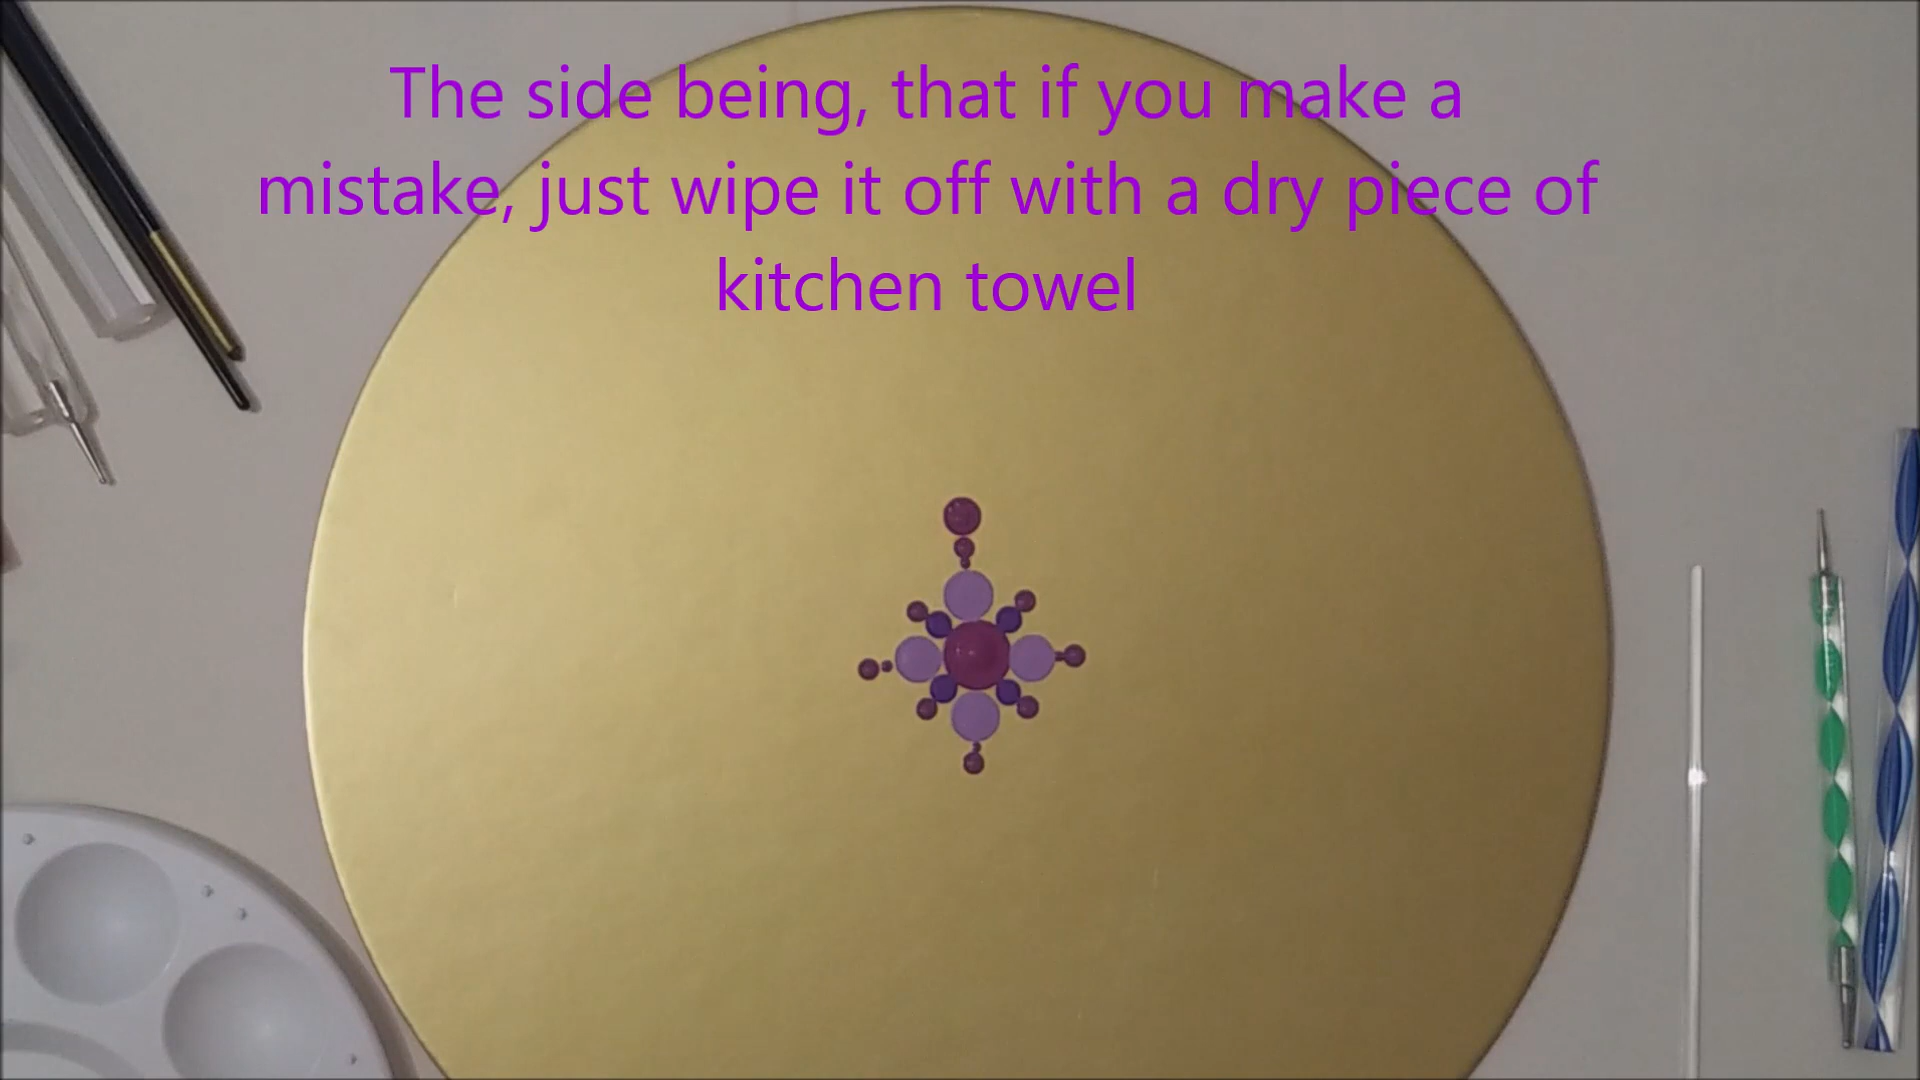 The side being, that if you make a
mistake, just wipe it off with a dry piece of
kitchen towel